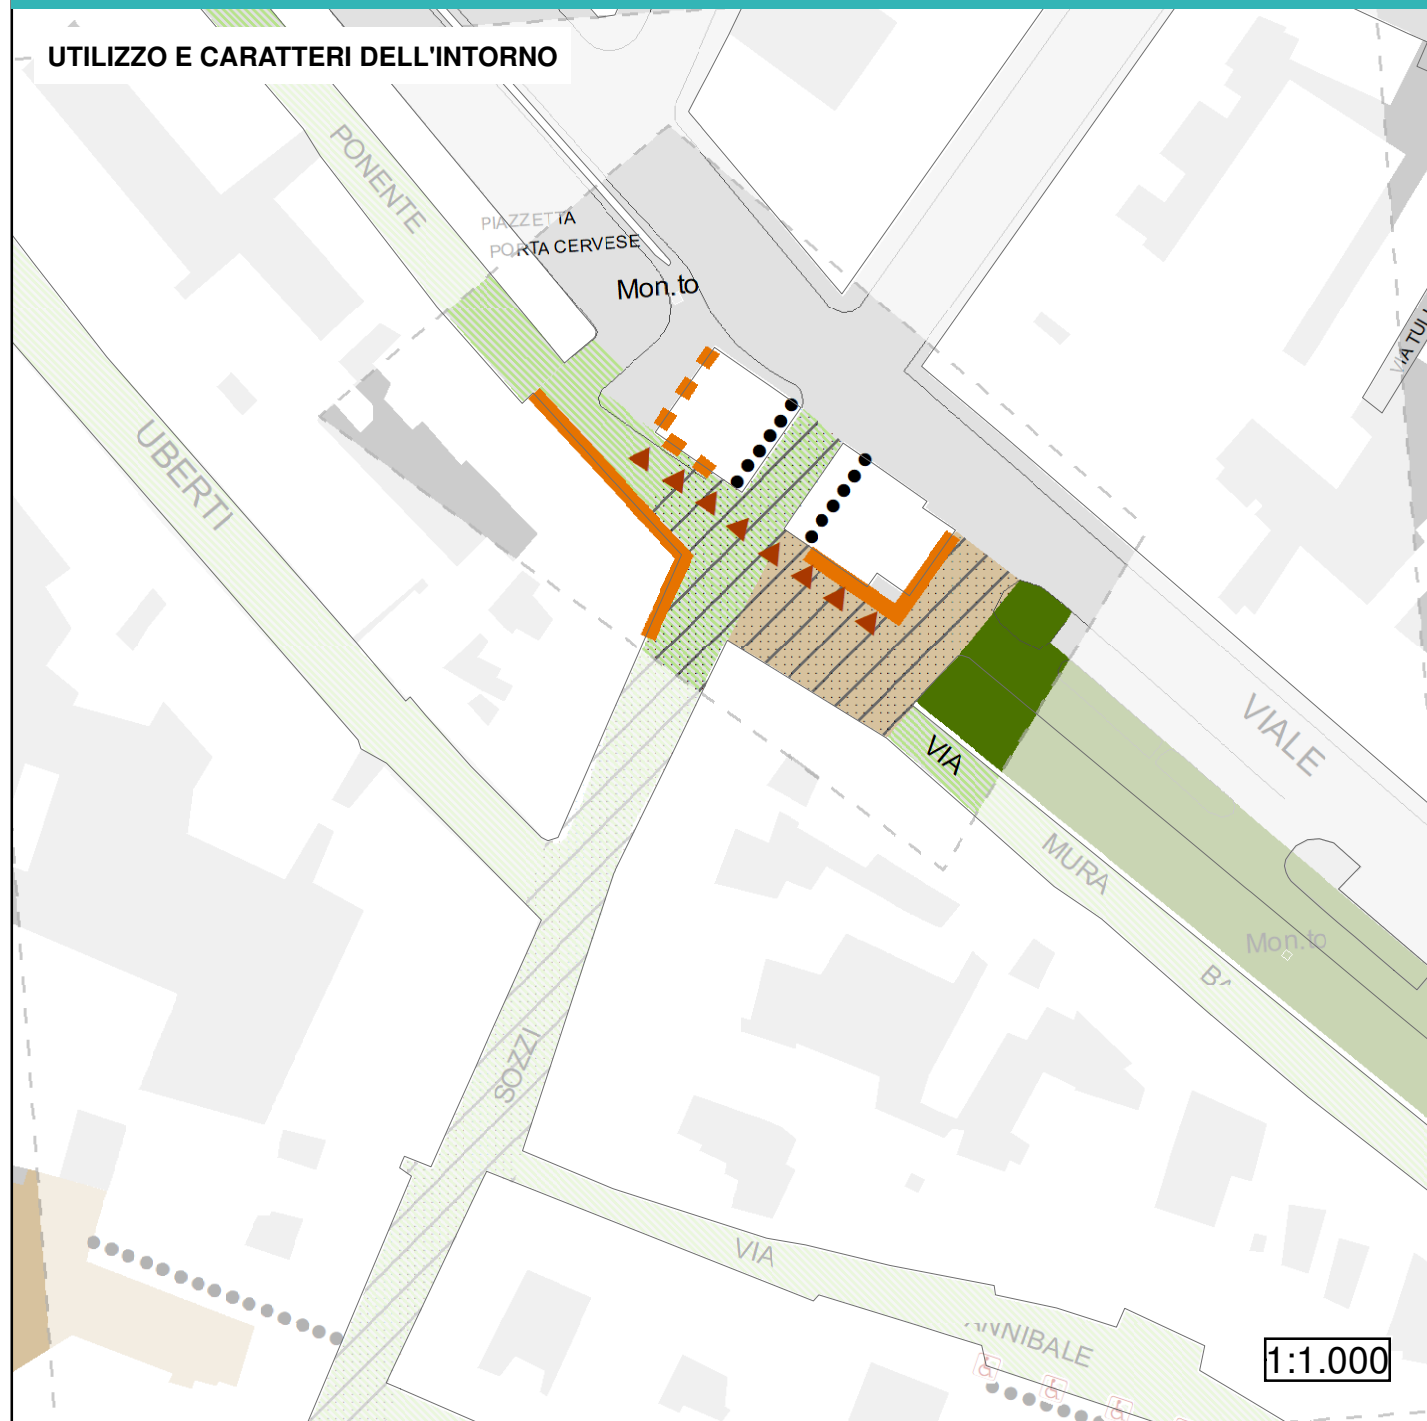 UTILIZZO E CARATTERI DELL'INTORNO
PONENTE
PIAZZETTA
PORTA CERVESE
Mon.to
UBERTI
VIA
VIALE
MURA
Mon.to
SOZZI
VIA
ANNIBALE
1:1.000